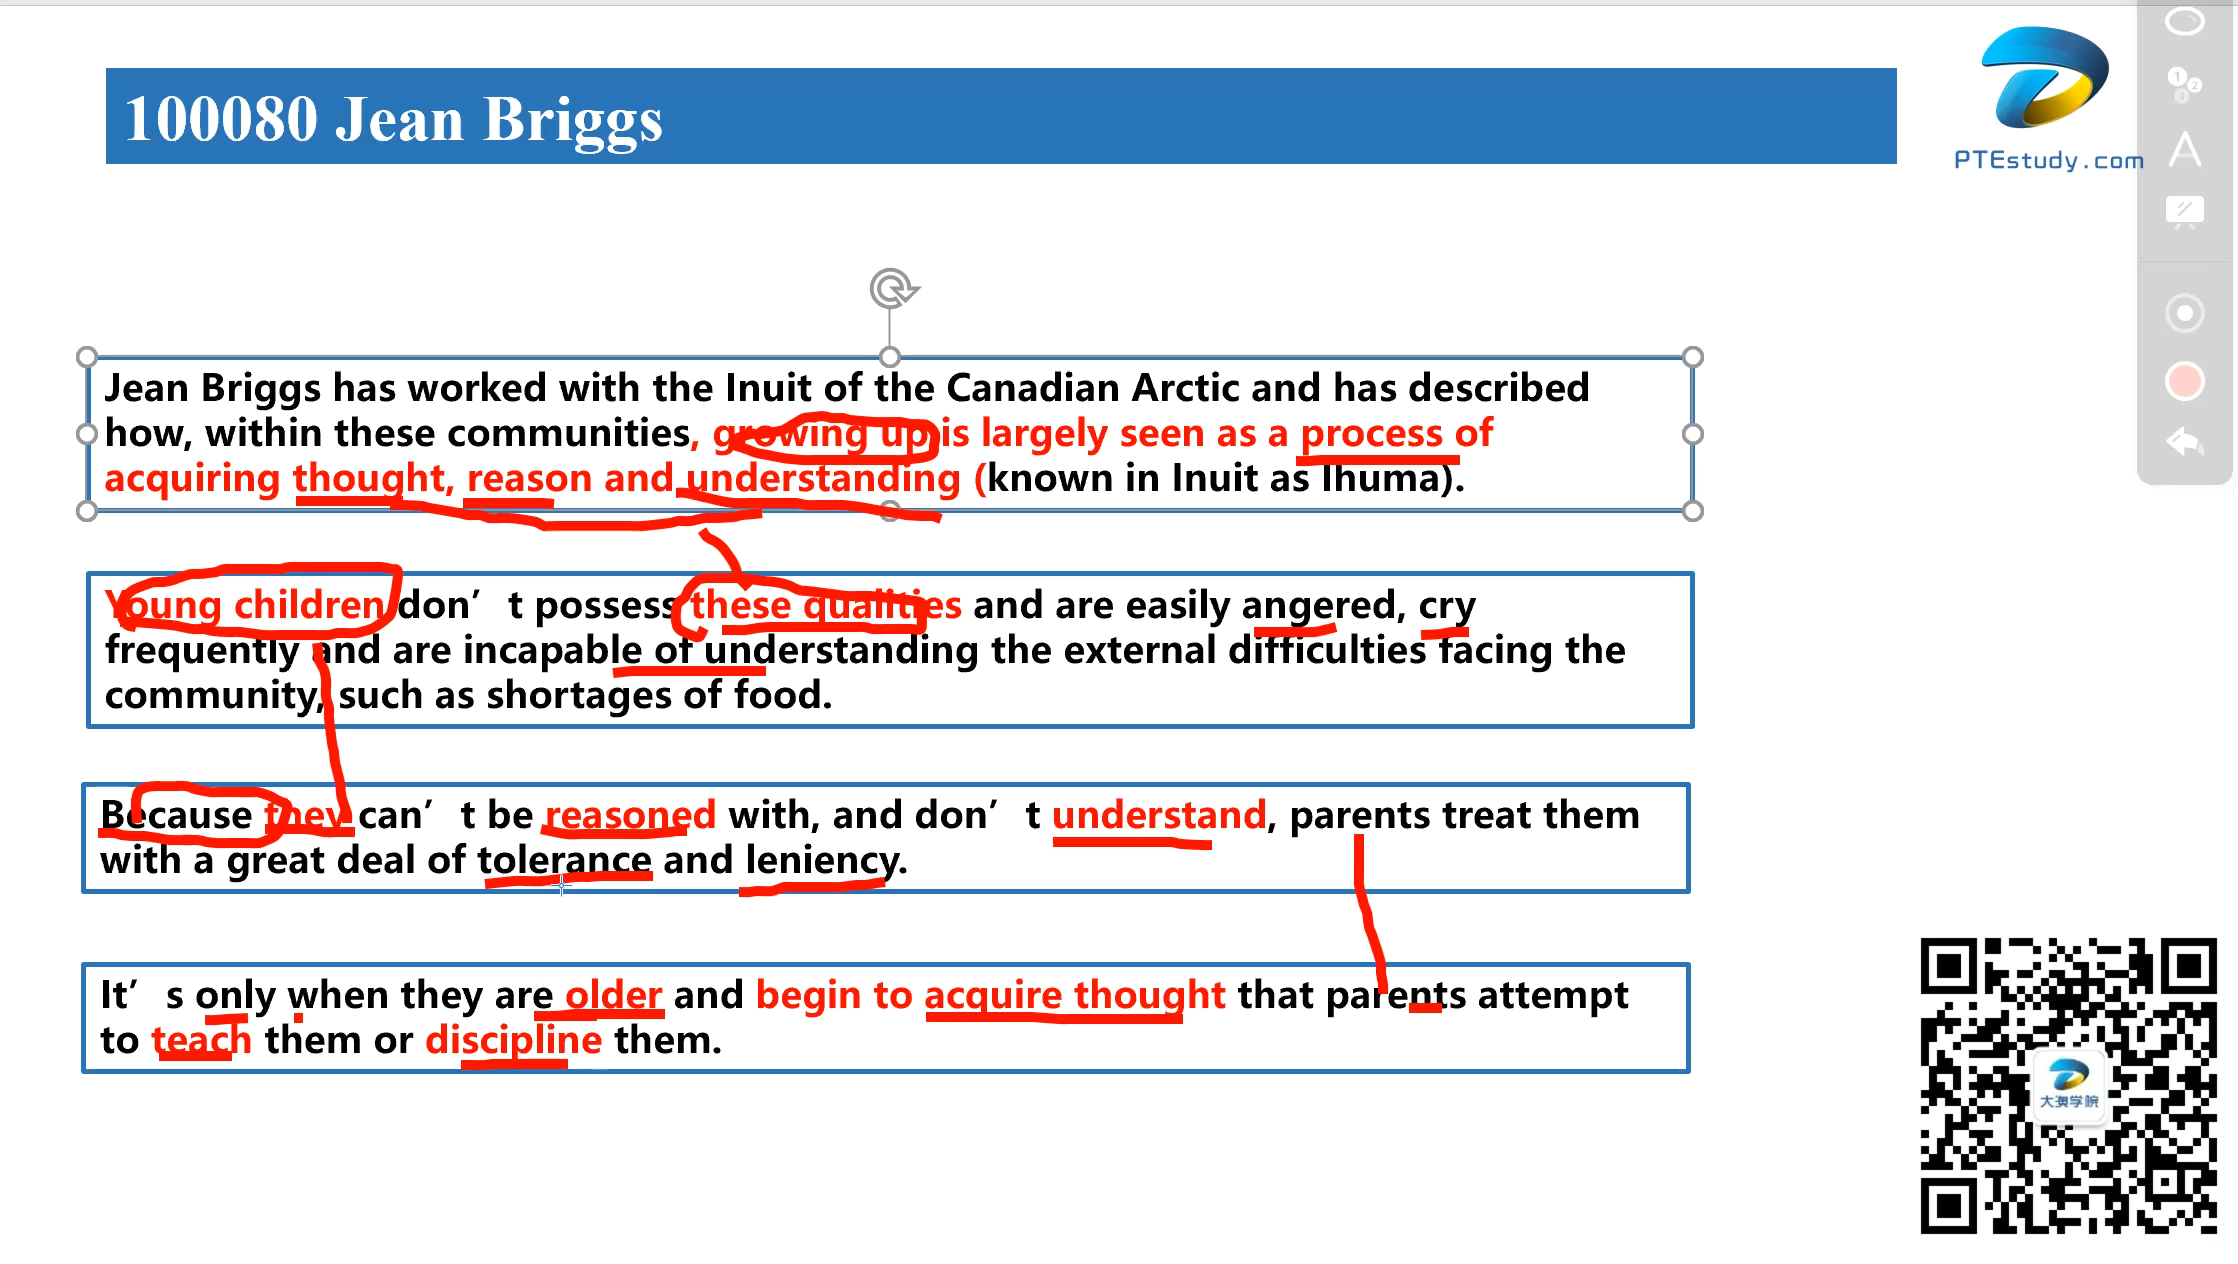 100080 Jean Briggs
PTEstudy.com
Jean Briggs has worked with the Inuit of the Canadian Arctic and has described
how, within these communities, growing up is largely seen as a process of
acquiring thought, reason and understanding (known in Inuit as Ihuma).
Young children don't possess these qualities and are easily angered, cry
frequently and are incapable of understanding the external difficulties facing the
community, such as shortages of food.
Because they can't be reasoned with, and don't understand, parents treat them
with a great deal of tolerance and leniency.
It's only when they are older and begin to acquire thought that parents attempt
to teach them or discipline them.
大澳学院